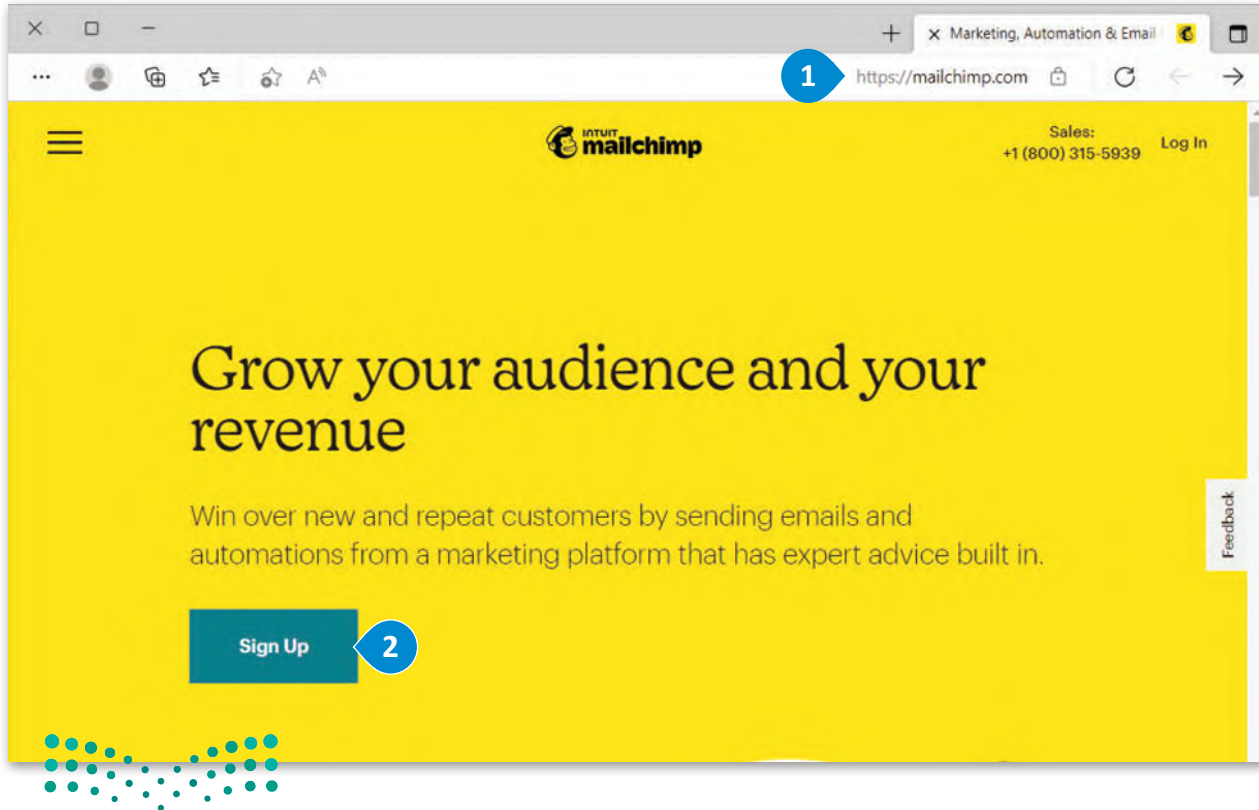 Marketing, Automation & Email
1
https://mailchimp.com
INTUIT
mailchimp
Sales:
+1 (800) 315-5939
Log In
Grow your audience and your
revenue
Win over new and repeat customers by sending emails and
automations from a marketing platform that has expert advice built in.
Feedback
Sign Up
2